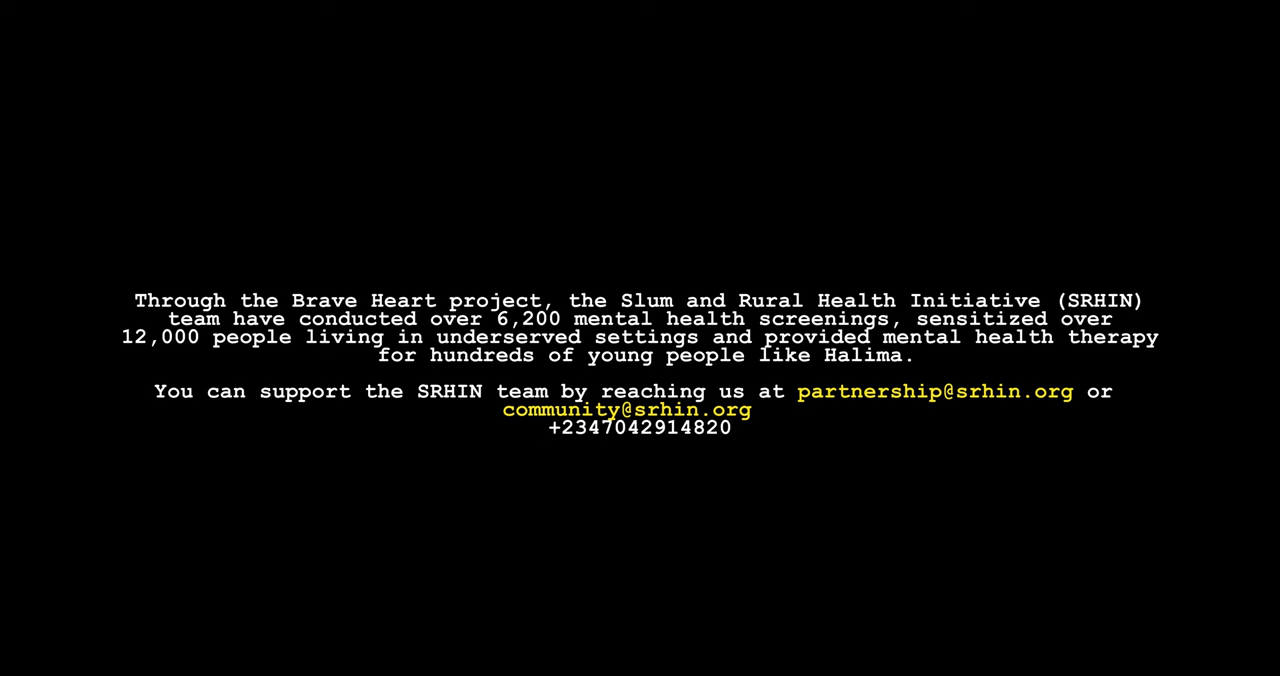 Through the Brave Heart project, the Slum and Rural Health Initiative (SRHIN)
team have conducted over 6,200 mental health screenings, sensitized over
12,000 people living in underserved settings and provided mental health therapy
for hundreds of young people like Halima.
You can support the SRHIN team by reaching us at partnership@srhin.org or
community@srhin.org
+2347042914820